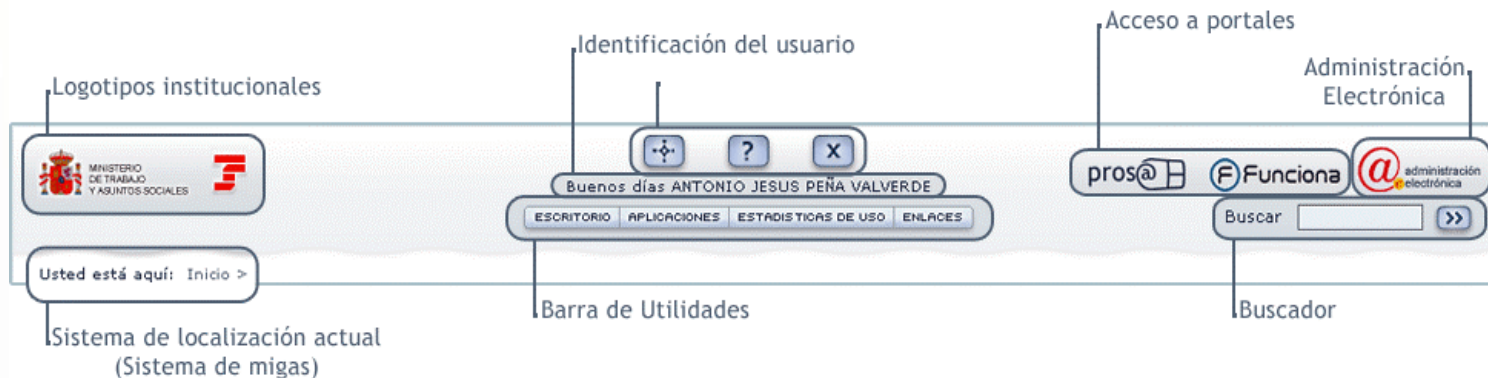 Acceso a portales
Identificación del usuario
Administración
Electrónica
Logotipos institucionales
MINISTERIO
DE TRABAJO
Y ASUNTOS SOCIALES
? X
Buenos días ANTONIO JESUS PEÑA VALVERDE
pros@ Funciona
@ administración
electrónica
ESCRITORIO APLICACIONES ESTADISTICAS DE USO ENLACES
Buscar >>
Usted está aquí: Inicio >
Barra de Utilidades
Buscador
Sistema de localización actual
(Sistema de migas)